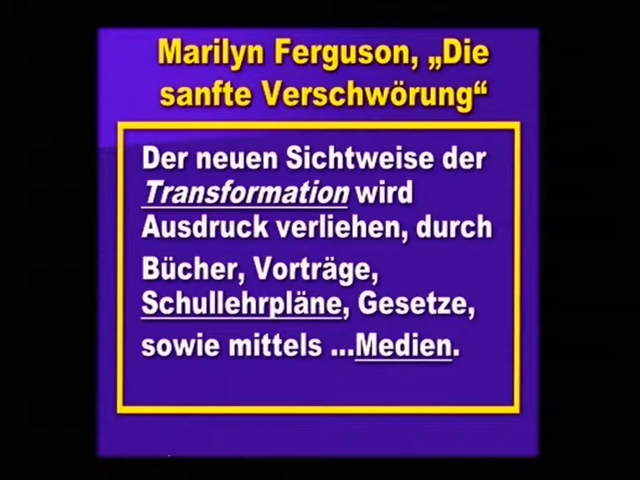 Marilyn Ferguson, „Die
sanfte Verschwörung“
Der neuen Sichtweise der
Transformation wird
Ausdruck verliehen, durch
Bücher, Vorträge,
Schullehrpläne, Gesetze,
sowie mittels ...Medien.